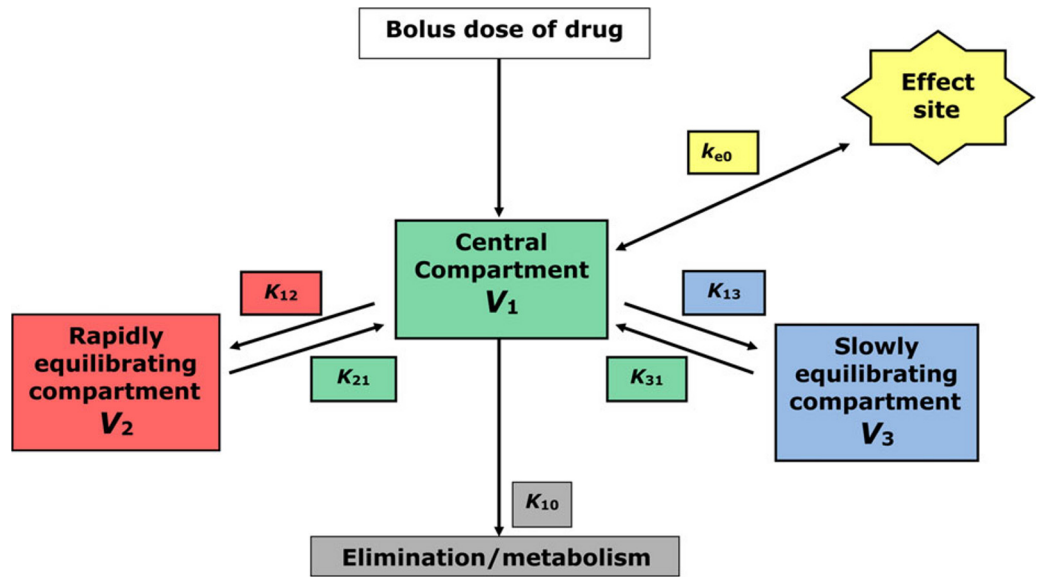 Bolus dose of drug
Effect
site
kₑ₀
Central
Compartment
V₁
K₁₂
K₁₃
Rapidly
equilibrating
compartment
V₂
Slowly
equilibrating
compartment
V₃
K₂₁
K₃₁
K₁₀
Elimination/metabolism